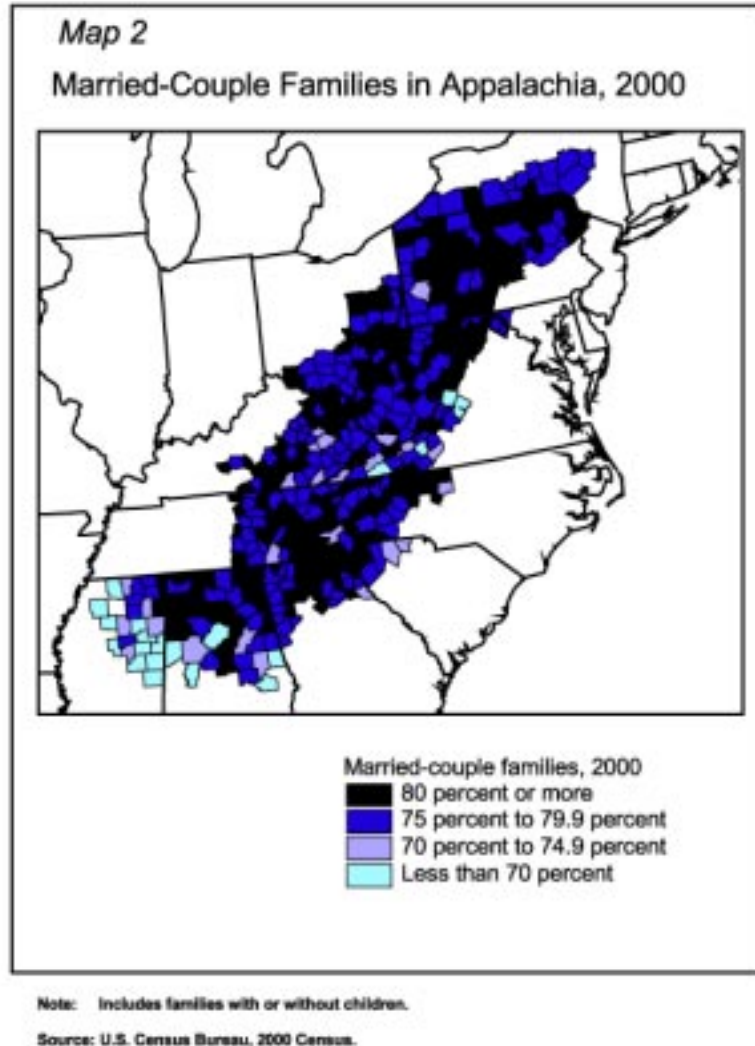 Map 2
Married-Couple Families in Appalachia, 2000
Married-couple families, 2000
80 percent or more
75 percent to 79.9 percent
70 percent to 74.9 percent
Less than 70 percent
Note: Includes families with or without children.
Source: U.S. Census Bureau, 2000 Census.